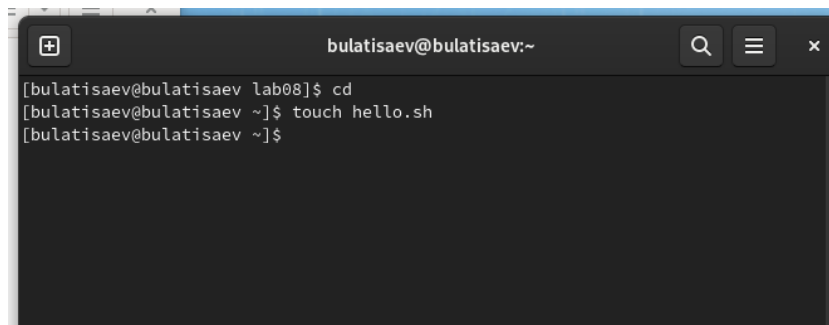 bulatisaev@bulatisaev:~
[bulatisaev@bulatisaev lab08]$ cd
[bulatisaev@bulatisaev ~]$ touch hello.sh
[bulatisaev@bulatisaev ~]$